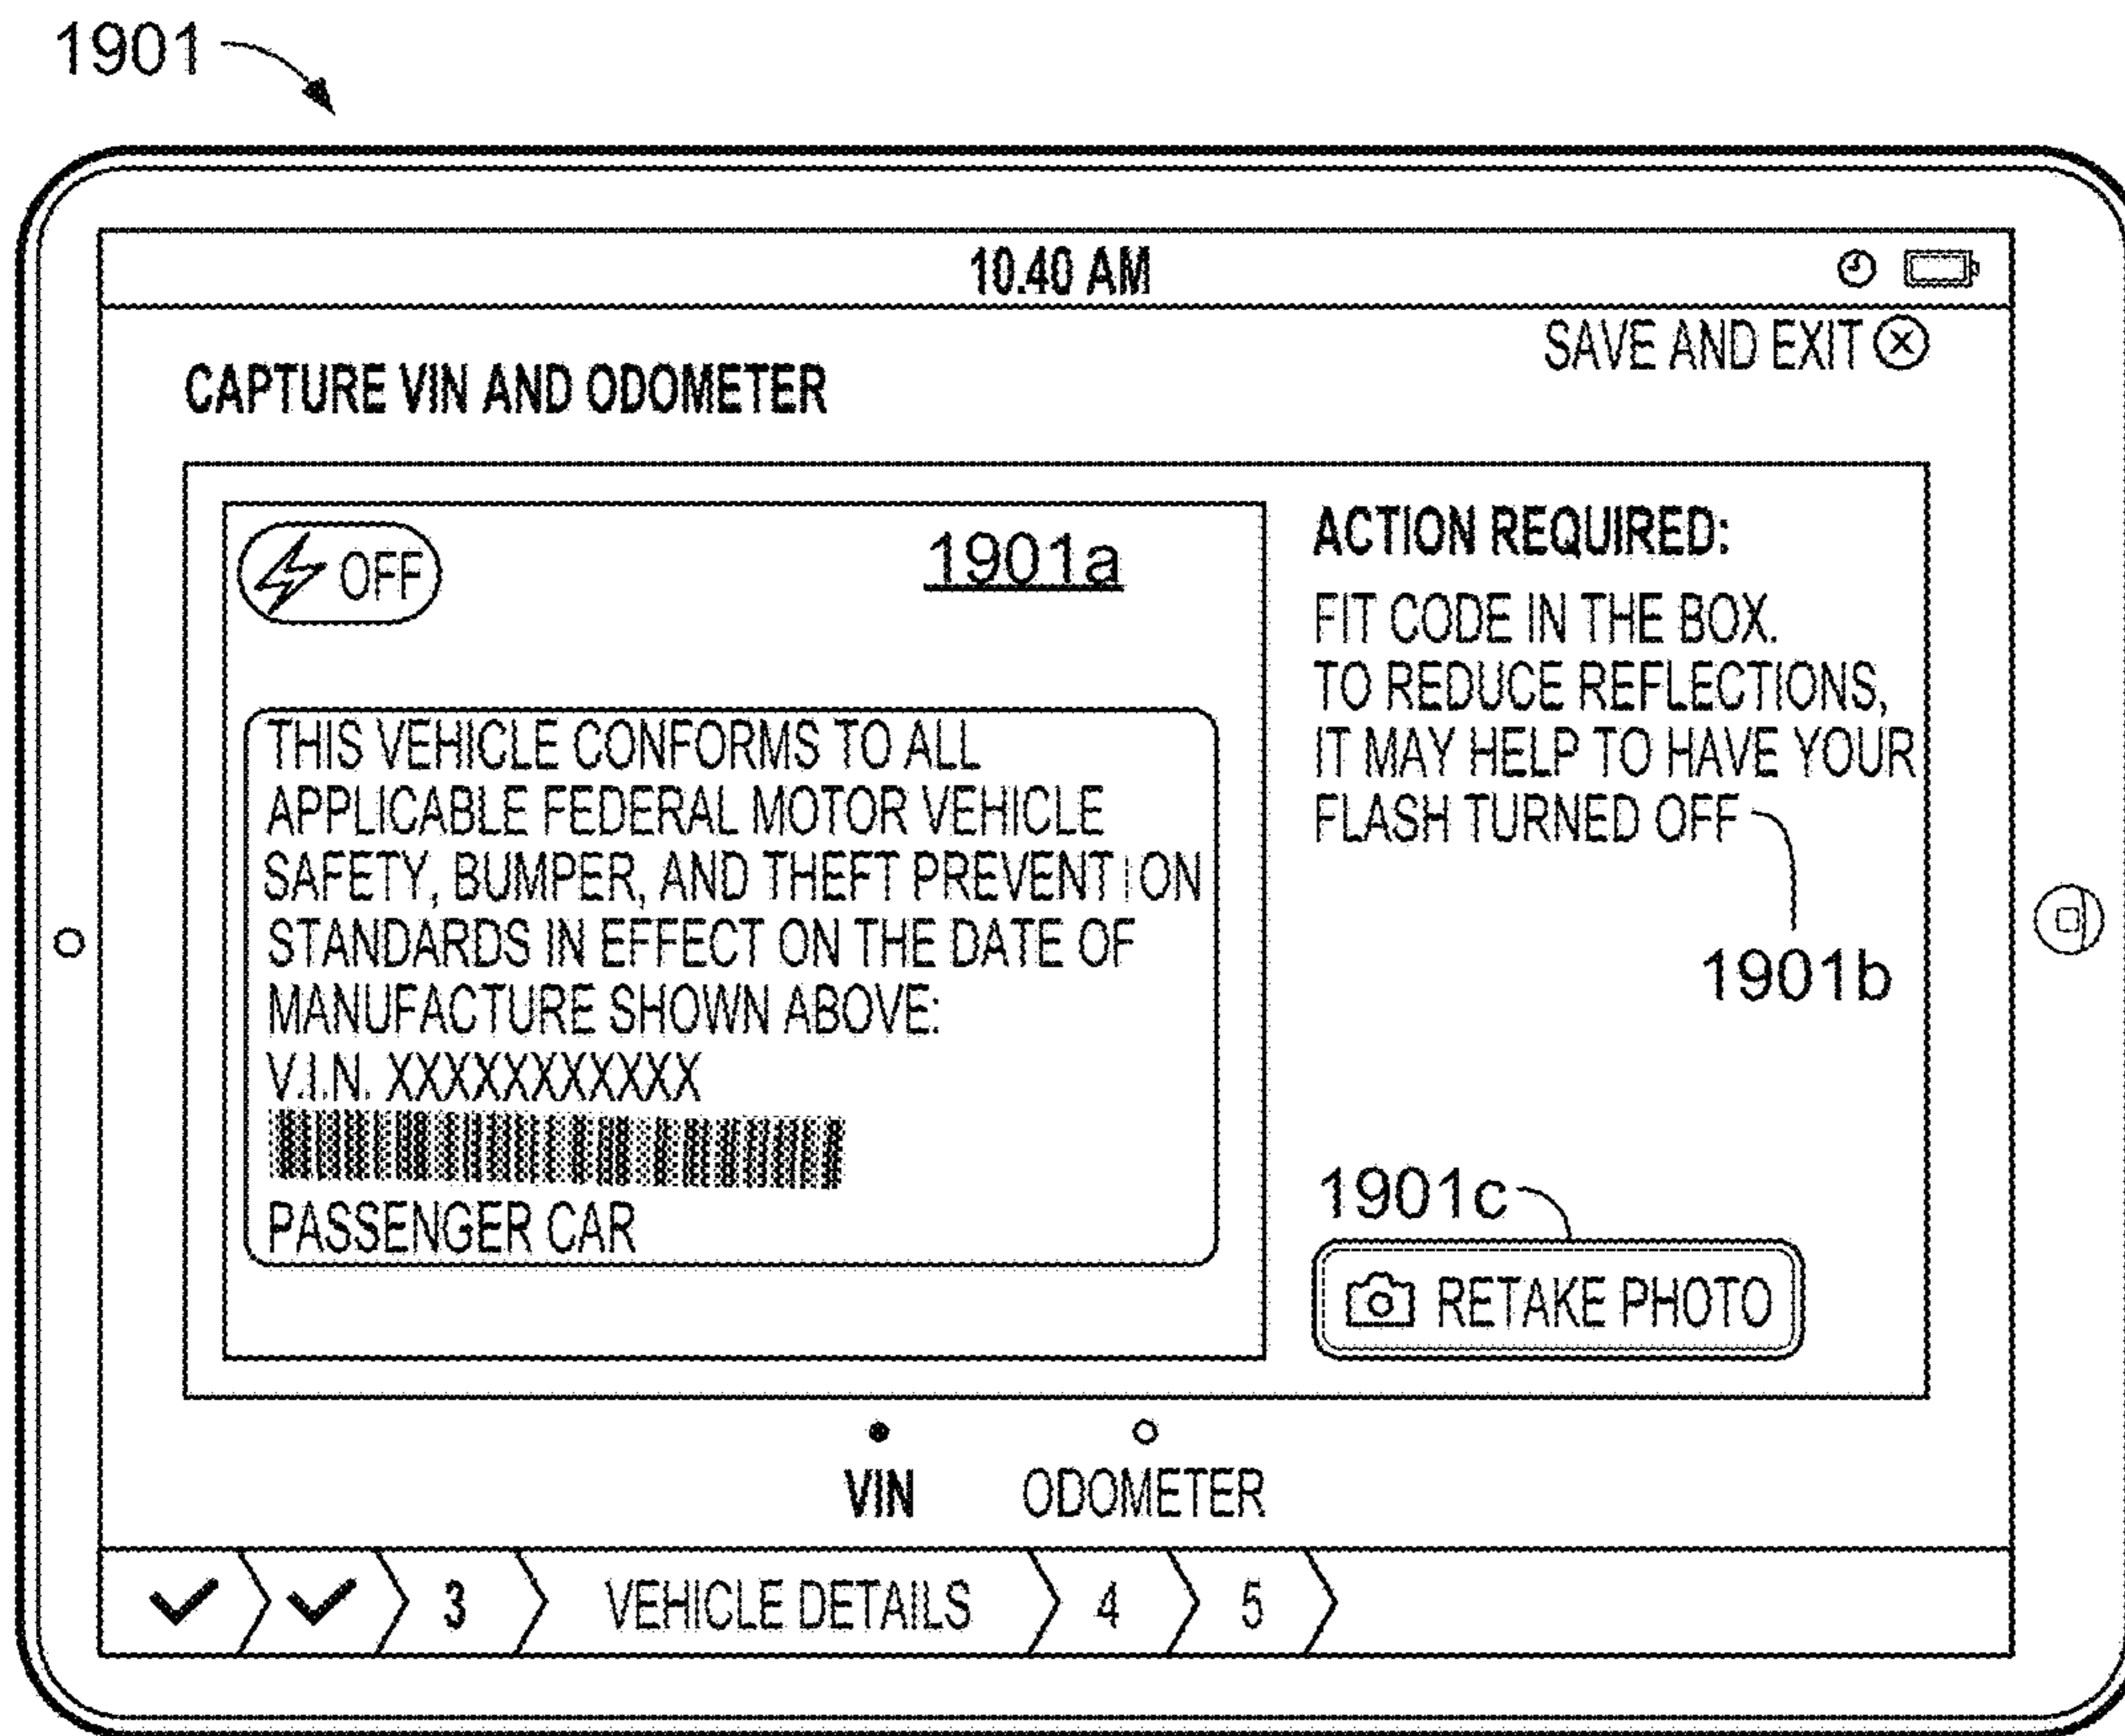 1901
10.40 AM
SAVE AND EXIT
CAPTURE VIN AND ODOMETER
OFF
1901a
THIS VEHICLE CONFORMS TO ALL
APPLICABLE FEDERAL MOTOR VEHICLE
SAFETY, BUMPER, AND THEFT PREVENTION
STANDARDS IN EFFECT ON THE DATE OF
MANUFACTURE SHOWN ABOVE:
V.I.N. XXXXXXXXXXX
PASSENGER CAR
ACTION REQUIRED:
FIT CODE IN THE BOX.
TO REDUCE REFLECTIONS,
IT MAY HELP TO HAVE YOUR
FLASH TURNED OFF
1901b
1901c
RETAKE PHOTO
VIN
ODOMETER
3
VEHICLE DETAILS
4
5